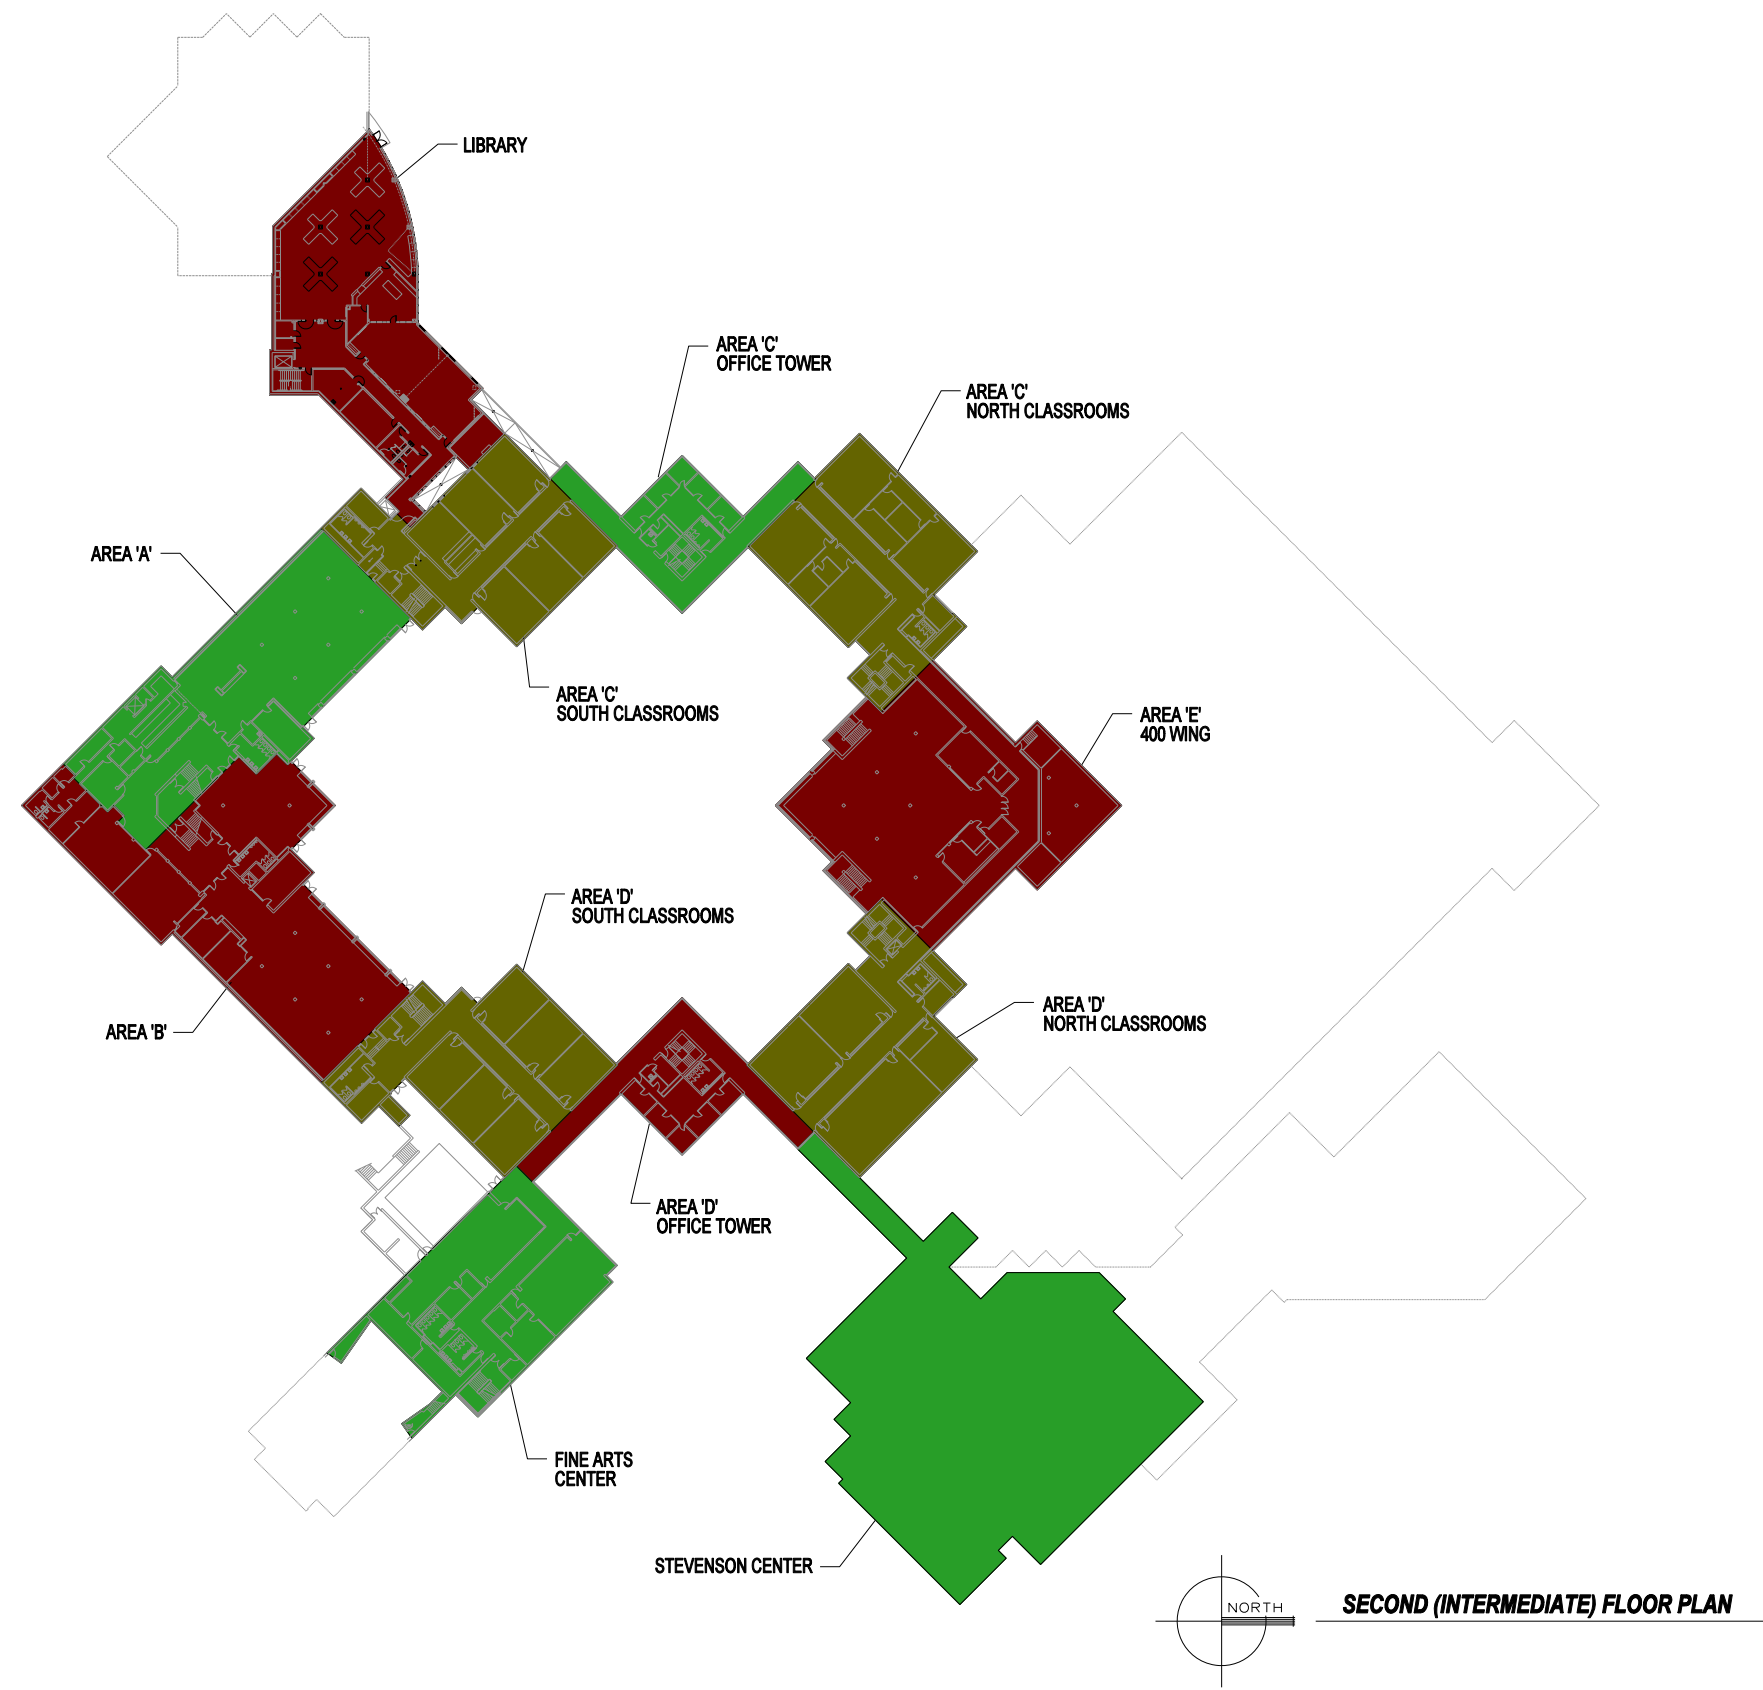 LIBRARY
AREA 'C'
OFFICE TOWER
AREA 'C'
NORTH CLASSROOMS
AREA 'A'
AREA 'C'
SOUTH CLASSROOMS
AREA 'E'
400 WING
AREA 'D'
SOUTH CLASSROOMS
AREA 'B'
AREA 'D'
NORTH CLASSROOMS
AREA 'D'
OFFICE TOWER
FINE ARTS
CENTER
STEVENSON CENTER
NORTH
SECOND (INTERMEDIATE) FLOOR PLAN